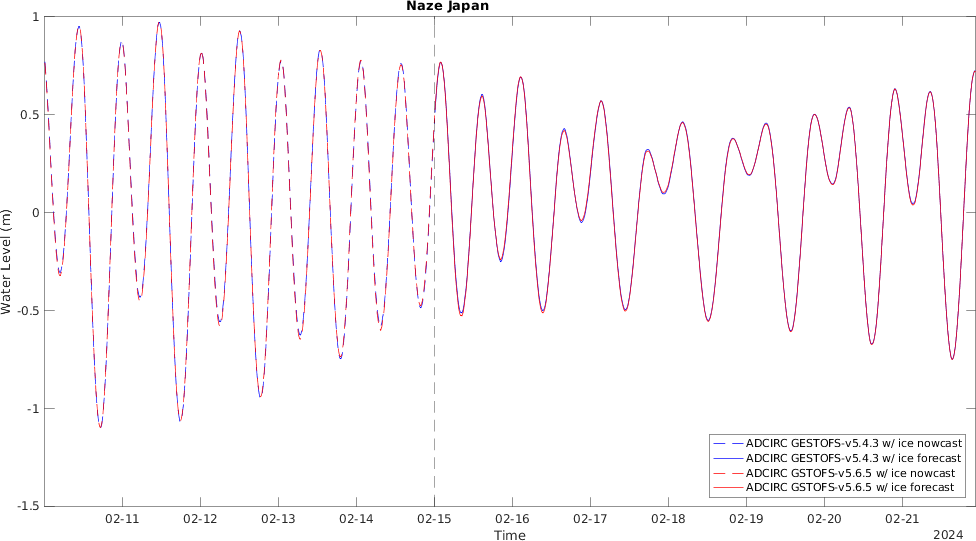 Naze Japan
Water Level (m)
1
0.5
0
-0.5
-1
-1.5
02-11
02-12
02-13
02-14
02-15
02-16
02-17
02-18
02-19
02-20
02-21
Time
2024
ADCIRC GESTOFS-v5.4.3 w/ ice nowcast
ADCIRC GESTOFS-v5.4.3 w/ ice forecast
ADCIRC GSTOFS-v5.6.5 w/ ice nowcast
ADCIRC GSTOFS-v5.6.5 w/ ice forecast